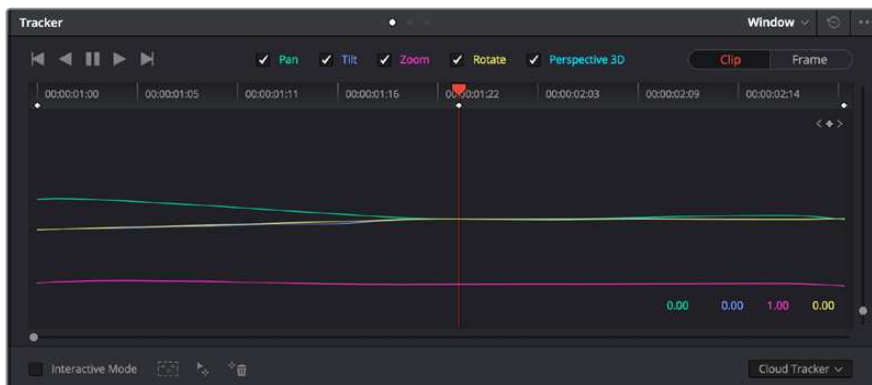 Tracker Window
Pan Tilt Zoom Rotate Perspective 3D Clip Frame
00:00:01:00 00:00:01:05 00:00:01:11 00:00:01:16 00:00:01:22 00:00:02:03 00:00:02:09 00:00:02:14
0.00 0.00 1.00 0.00
Interactive Mode Cloud Tracker